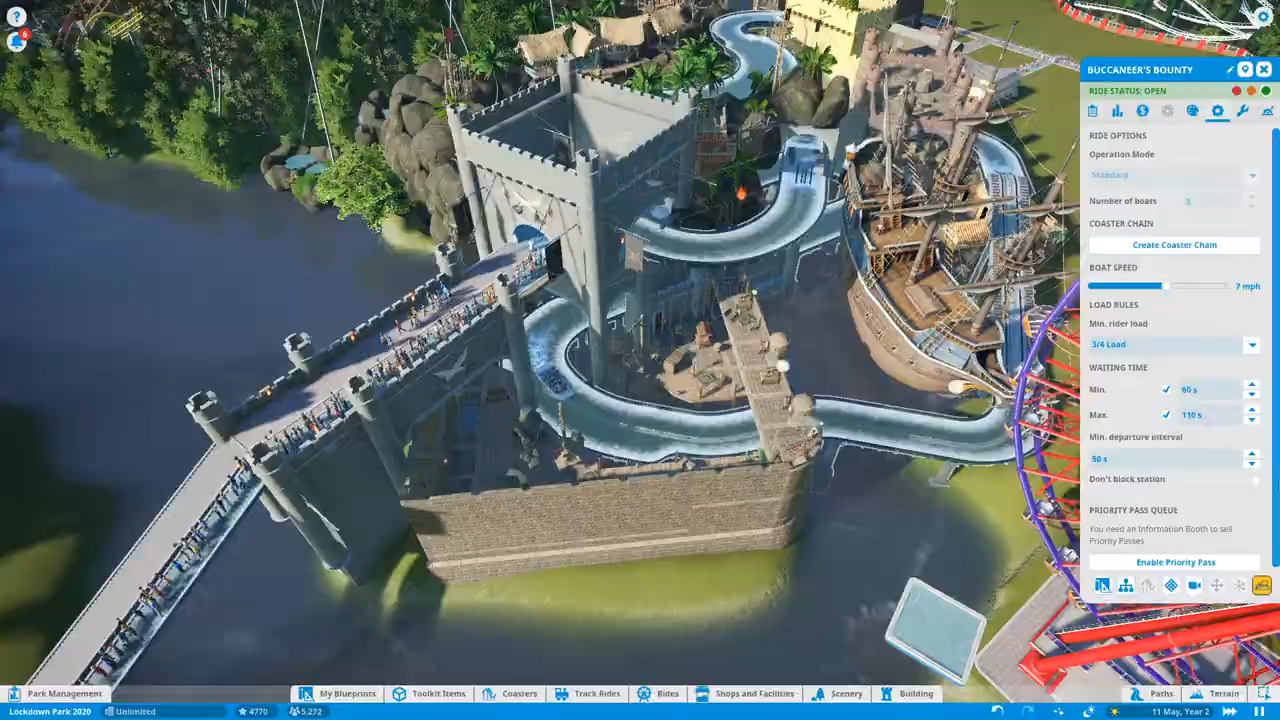 ?
6
BUCCANEER'S BOUNTY
RIDE STATUS: OPEN
RIDE OPTIONS
Operation Mode
Standard
Number of boats 3
COASTER CHAIN
Create Coaster Chain
BOAT SPEED
7 mph
LOAD RULES
Min. rider load
3/4 Load
WAITING TIME
Min. 60 s
Max. 110 s
Min. departure interval
50 s
Don't block station
PRIORITY PASS QUEUE
You need an Information Booth to sell
Priority Passes
Enable Priority Pass
Park Management My Blueprints Toolkit Items Coasters Track Rides Rides Shops and Facilities Scenery Building Paths Terrain
Lockdown Park 2020 Unlimited 4770 5,272 11 May, Year 2